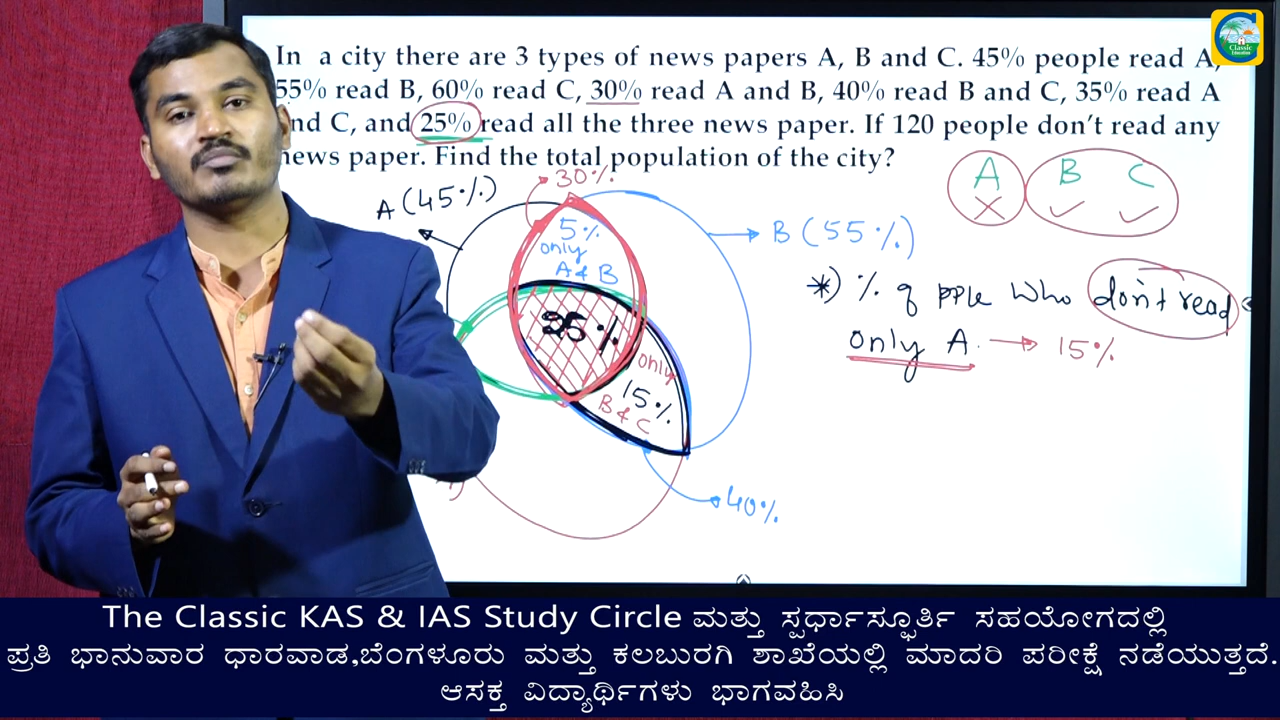 In a city there are 3 types of news papers A, B and C. 45% people read A,
55% read B, 60% read C, 30% read A and B, 40% read B and C, 35% read A
and C, and 25% read all the three news paper. If 120 people don't read any
news paper. Find the total population of the city?
Classic
Education
A B C
A (45%)
30%
5%
only
A & B
B (55%)
*) % of pple who don't read
only A. → 15%
25%
only
15%
B & C
40%
The Classic KAS & IAS Study Circle ಮತ್ತು ಸ್ಪರ್ಧಾಸ್ಫೂರ್ತಿ ಸಹಯೋಗದಲ್ಲಿ
ಪ್ರತಿ ಭಾನುವಾರ ಧಾರವಾಡ,ಬೆಂಗಳೂರು ಮತ್ತು ಕಲಬುರಗಿ ಶಾಖೆಯಲ್ಲಿ ಮಾದರಿ ಪರೀಕ್ಷೆ ನಡೆಯುತ್ತದೆ.
ಆಸಕ್ತ ವಿದ್ಯಾರ್ಥಿಗಳು ಭಾಗವಹಿಸಿ